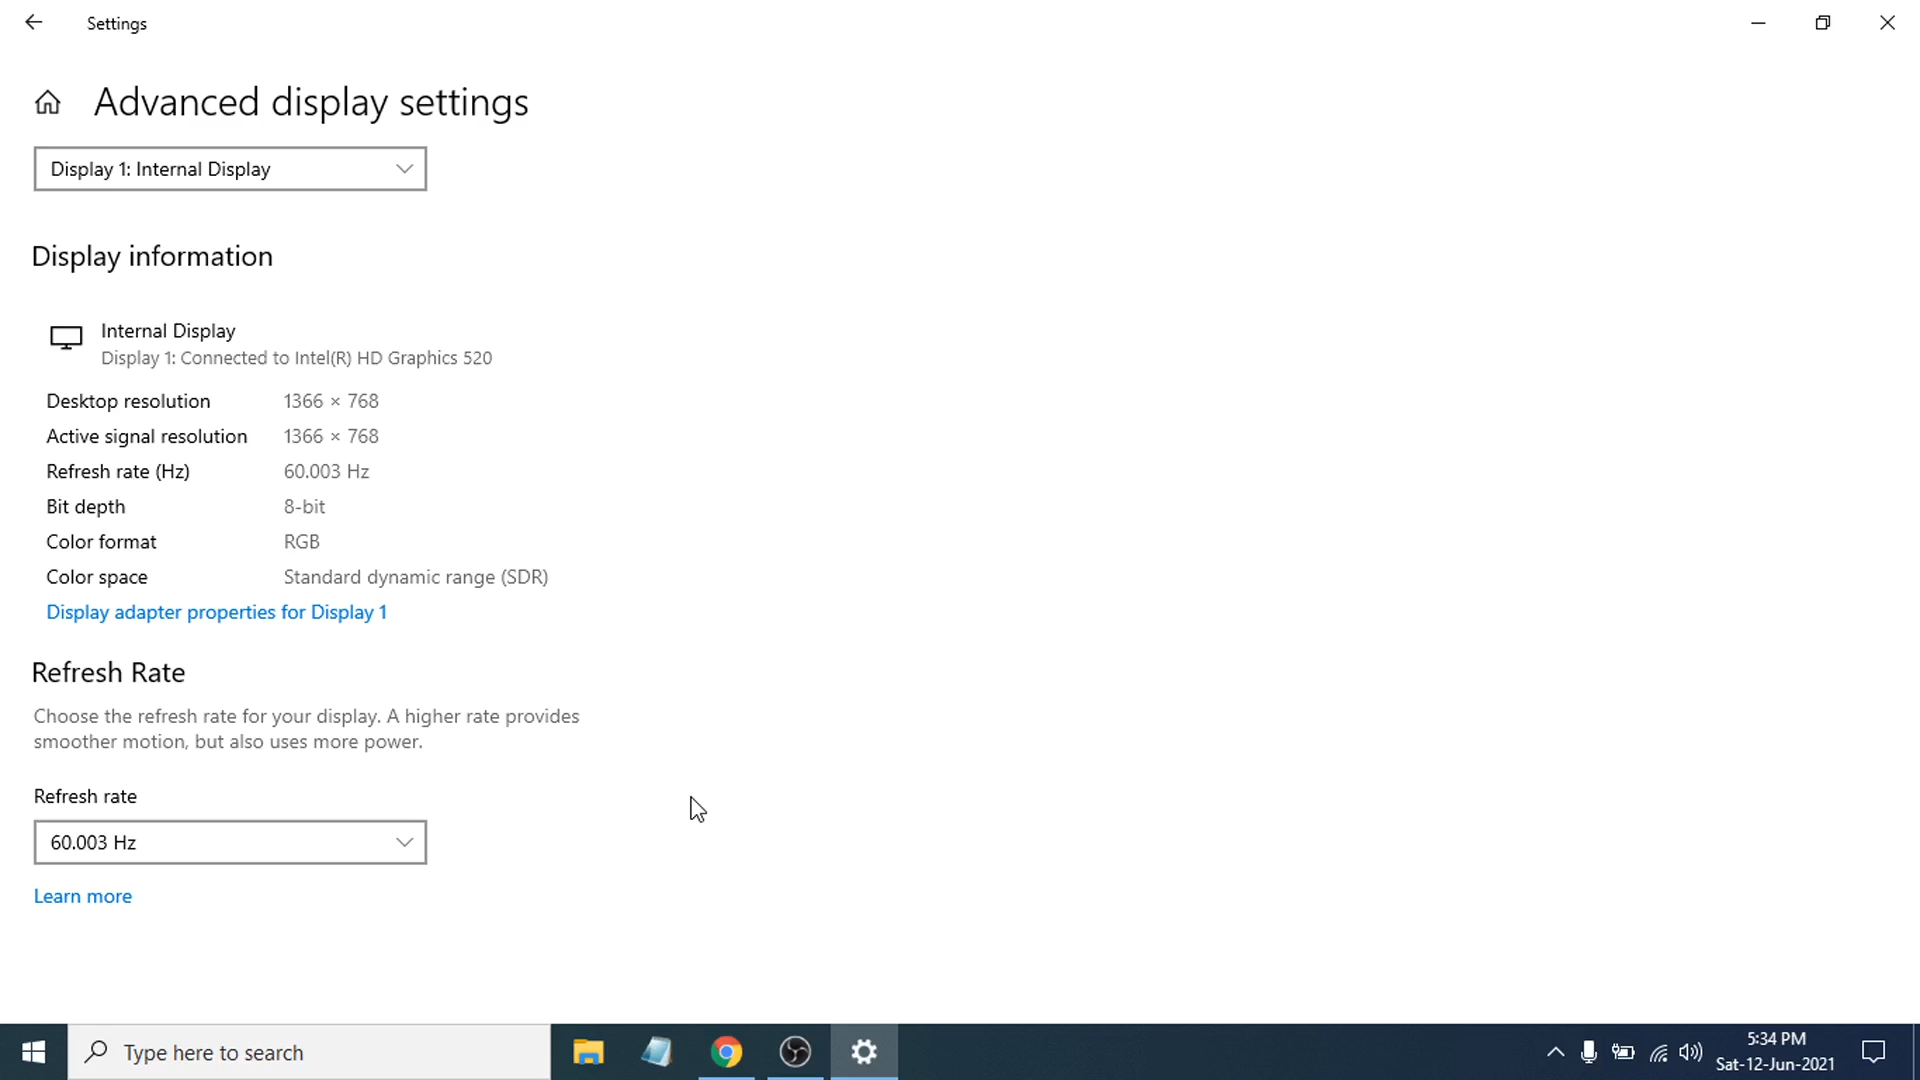 Settings
Advanced display settings
Display 1: Internal Display
Display information
Internal Display
Display 1: Connected to Intel(R) HD Graphics 520
Desktop resolution 1366 × 768
Active signal resolution 1366 × 768
Refresh rate (Hz) 60.003 Hz
Bit depth 8-bit
Color format RGB
Color space Standard dynamic range (SDR)
Display adapter properties for Display 1
Refresh Rate
Choose the refresh rate for your display. A higher rate provides
smoother motion, but also uses more power.
Refresh rate
60.003 Hz
Learn more
Type here to search
5:34 PM
Sat-12-Jun-2021